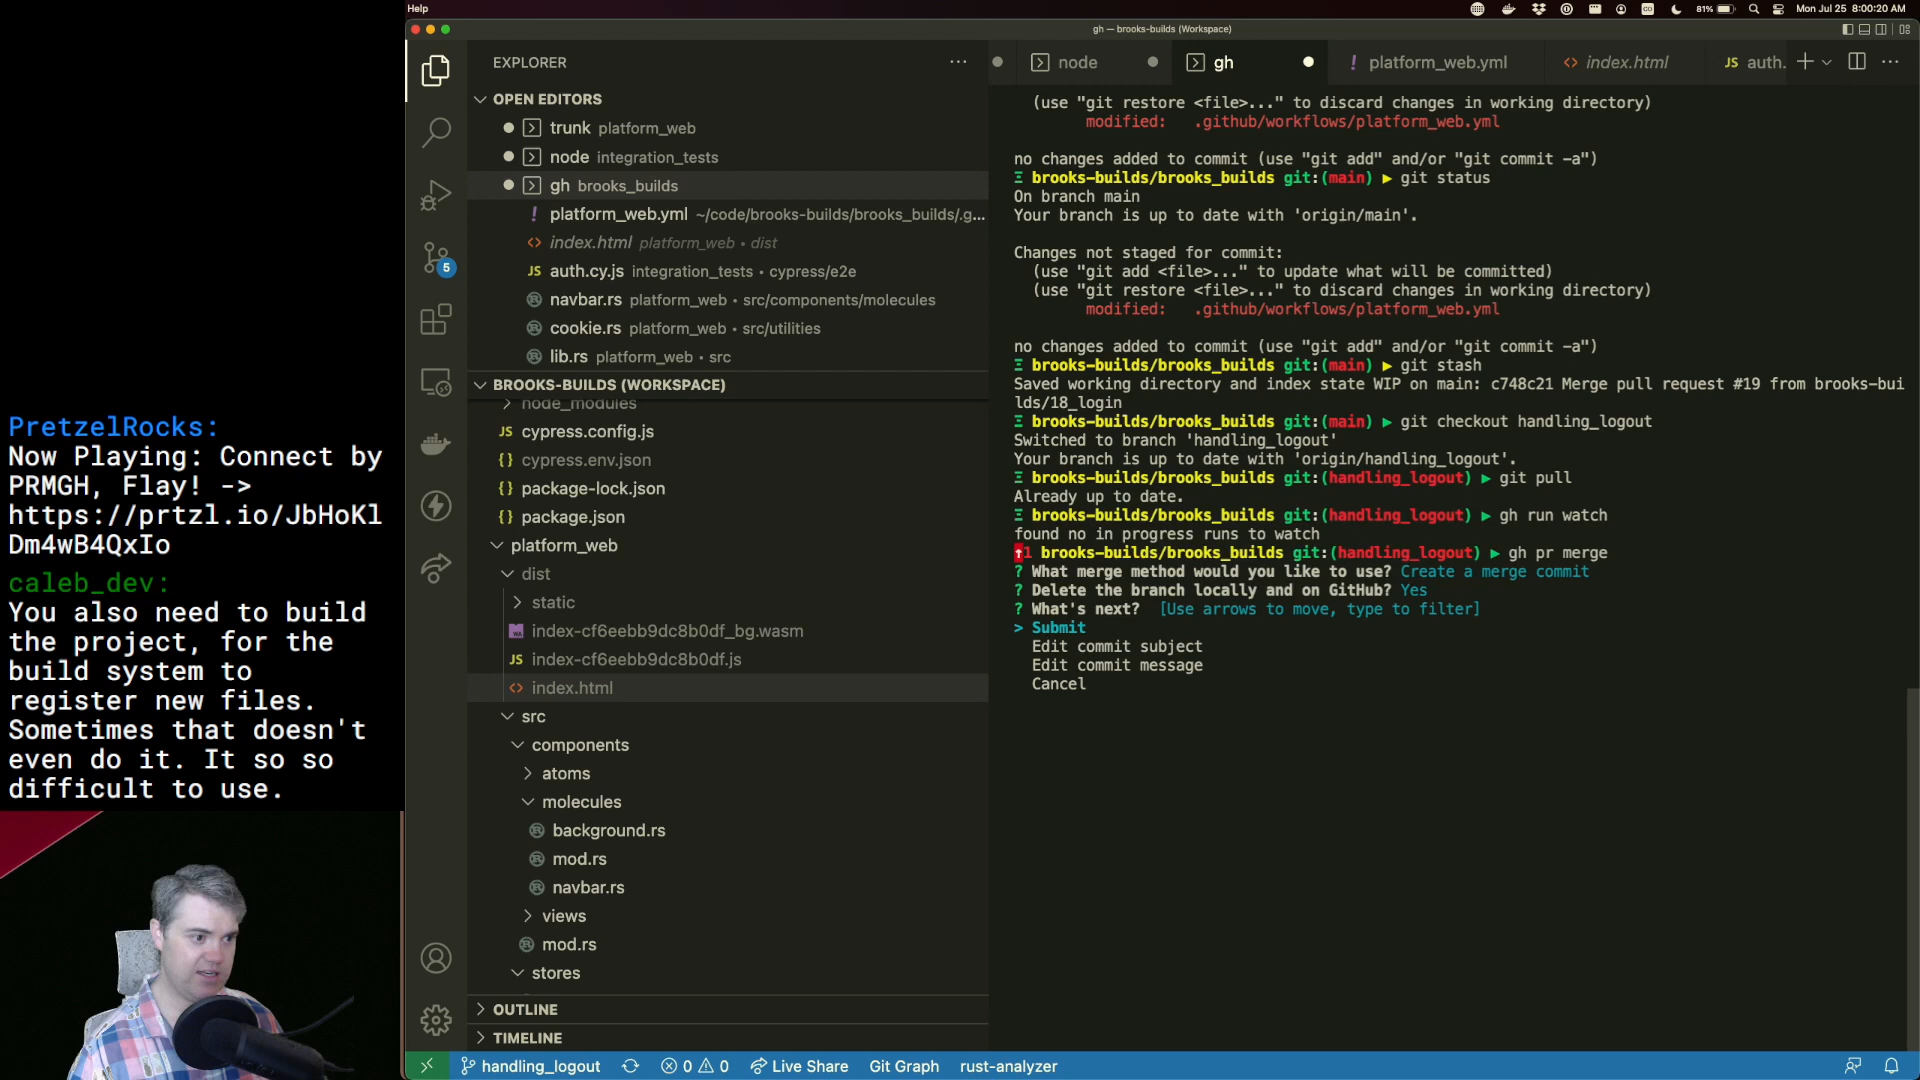 Help
81%
Mon Jul 25 8:00:20 AM
gh — brooks-builds (Workspace)
EXPLORER
OPEN EDITORS
trunk platform_web
node integration_tests
gh brooks_builds
! platform_web.yml ~/code/brooks-builds/brooks_builds/.g...
<> index.html platform_web • dist
JS auth.cy.js integration_tests • cypress/e2e
navbar.rs platform_web • src/components/molecules
cookie.rs platform_web • src/utilities
lib.rs platform_web • src
BROOKS-BUILDS (WORKSPACE)
node_modules
JS cypress.config.js
{} cypress.env.json
{} package-lock.json
{} package.json
platform_web
dist
static
index-cf6eebb9dc8b0df_bg.wasm
JS index-cf6eebb9dc8b0df.js
<> index.html
src
components
atoms
molecules
background.rs
mod.rs
navbar.rs
views
mod.rs
stores
OUTLINE
TIMELINE
5
node
gh
! platform_web.yml
<> index.html
JS auth.
(use "git restore <file>..." to discard changes in working directory)
modified: .github/workflows/platform_web.yml
no changes added to commit (use "git add" and/or "git commit -a")
Ξ brooks-builds/brooks_builds git:(main) ▶ git status
On branch main
Your branch is up to date with 'origin/main'.
Changes not staged for commit:
(use "git add <file>..." to update what will be committed)
(use "git restore <file>..." to discard changes in working directory)
modified: .github/workflows/platform_web.yml
no changes added to commit (use "git add" and/or "git commit -a")
Ξ brooks-builds/brooks_builds git:(main) ▶ git stash
Saved working directory and index state WIP on main: c748c21 Merge pull request #19 from brooks-bui
lds/18_login
Ξ brooks-builds/brooks_builds git:(main) ▶ git checkout handling_logout
Switched to branch 'handling_logout'
Your branch is up to date with 'origin/handling_logout'.
Ξ brooks-builds/brooks_builds git:(handling_logout) ▶ git pull
Already up to date.
Ξ brooks-builds/brooks_builds git:(handling_logout) ▶ gh run watch
found no in progress runs to watch
↑1 brooks-builds/brooks_builds git:(handling_logout) ▶ gh pr merge
? What merge method would you like to use? Create a merge commit
? Delete the branch locally and on GitHub? Yes
? What's next? [Use arrows to move, type to filter]
> Submit
Edit commit subject
Edit commit message
Cancel
PretzelRocks:
Now Playing: Connect by
PRMGH, Flay! ->
https://prtzl.io/JbHoKl
Dm4wB4QxIo
caleb_dev:
You also need to build
the project, for the
build system to
register new files.
Sometimes that doesn't
even do it. It so so
difficult to use.
handling_logout
0
0
Live Share
Git Graph
rust-analyzer